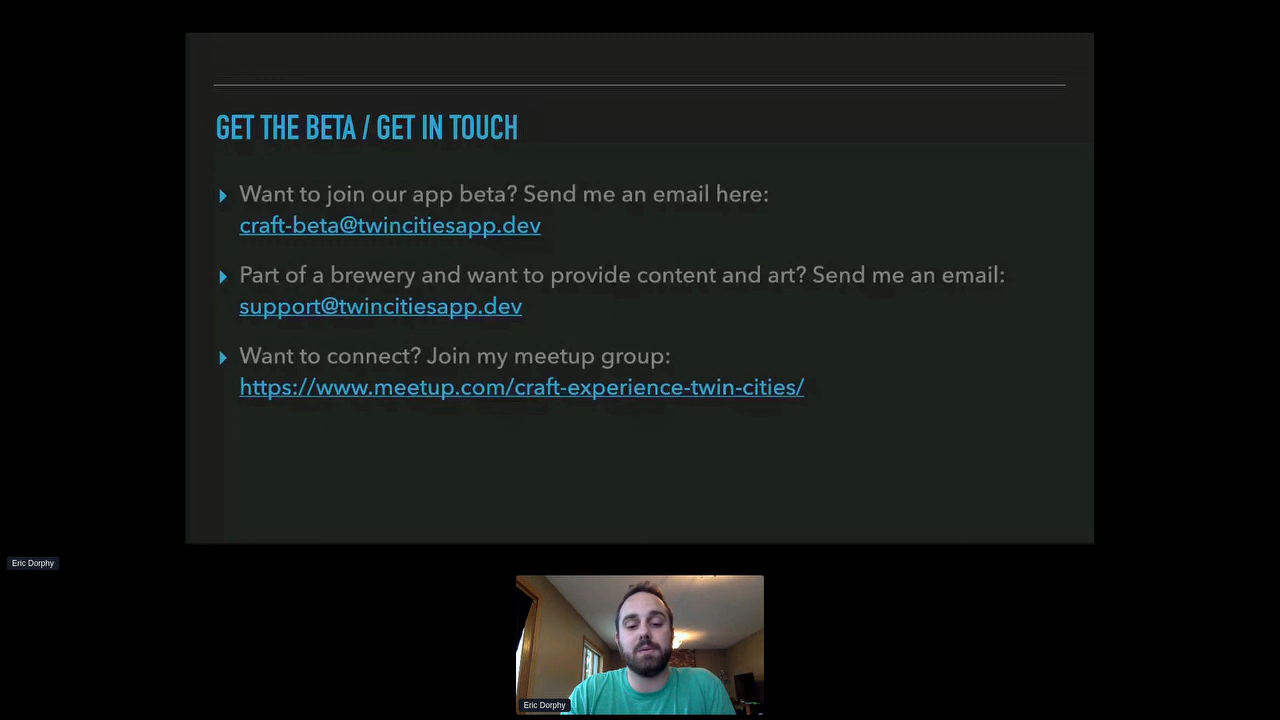 GET THE BETA / GET IN TOUCH
Want to join our app beta? Send me an email here:
craft-beta@twincitiesapp.dev
Part of a brewery and want to provide content and art? Send me an email:
support@twincitiesapp.dev
Want to connect? Join my meetup group:
https://www.meetup.com/craft-experience-twin-cities/
Eric Dorphy
Eric Dorphy